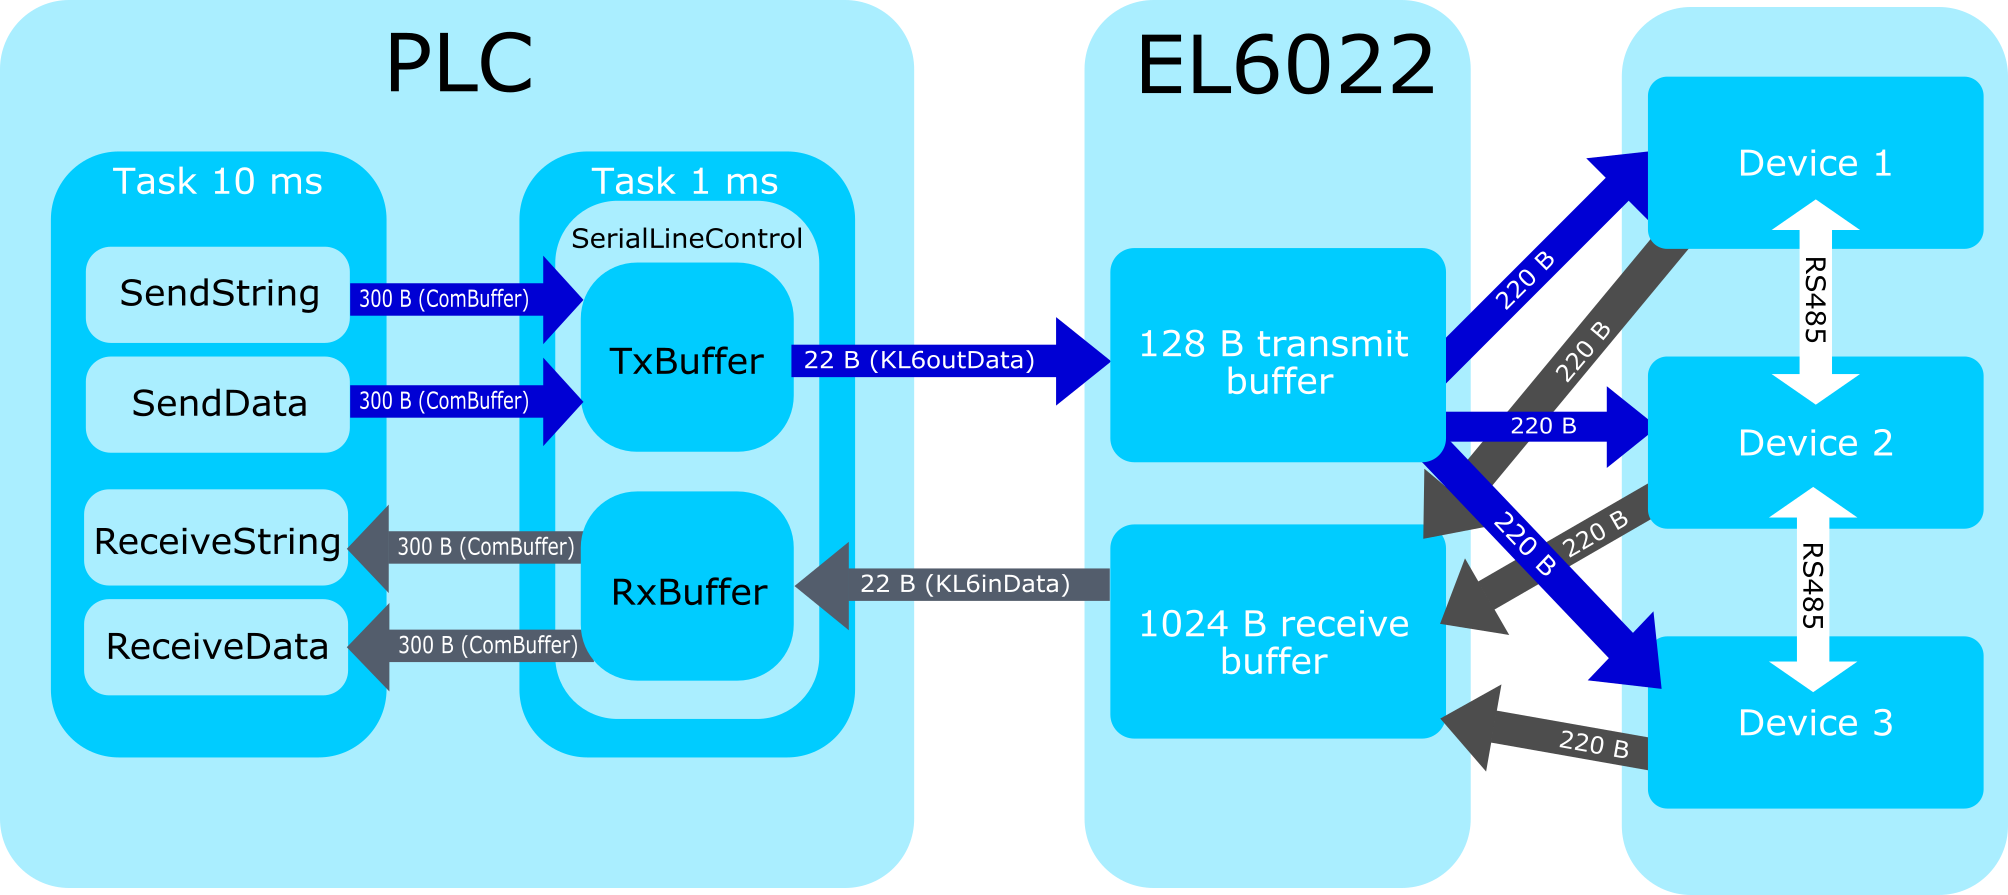 PLC
Task 10 ms
SendString
SendData
ReceiveString
ReceiveData
300 B (ComBuffer)
300 B (ComBuffer)
300 B (ComBuffer)
300 B (ComBuffer)
Task 1 ms
SerialLineControl
TxBuffer
RxBuffer
22 B (KL6outData)
22 B (KL6inData)
EL6022
128 B transmit
buffer
1024 B receive
buffer
220 B
220 B
220 B
220 B
220 B
220 B
Device 1
RS485
Device 2
RS485
Device 3